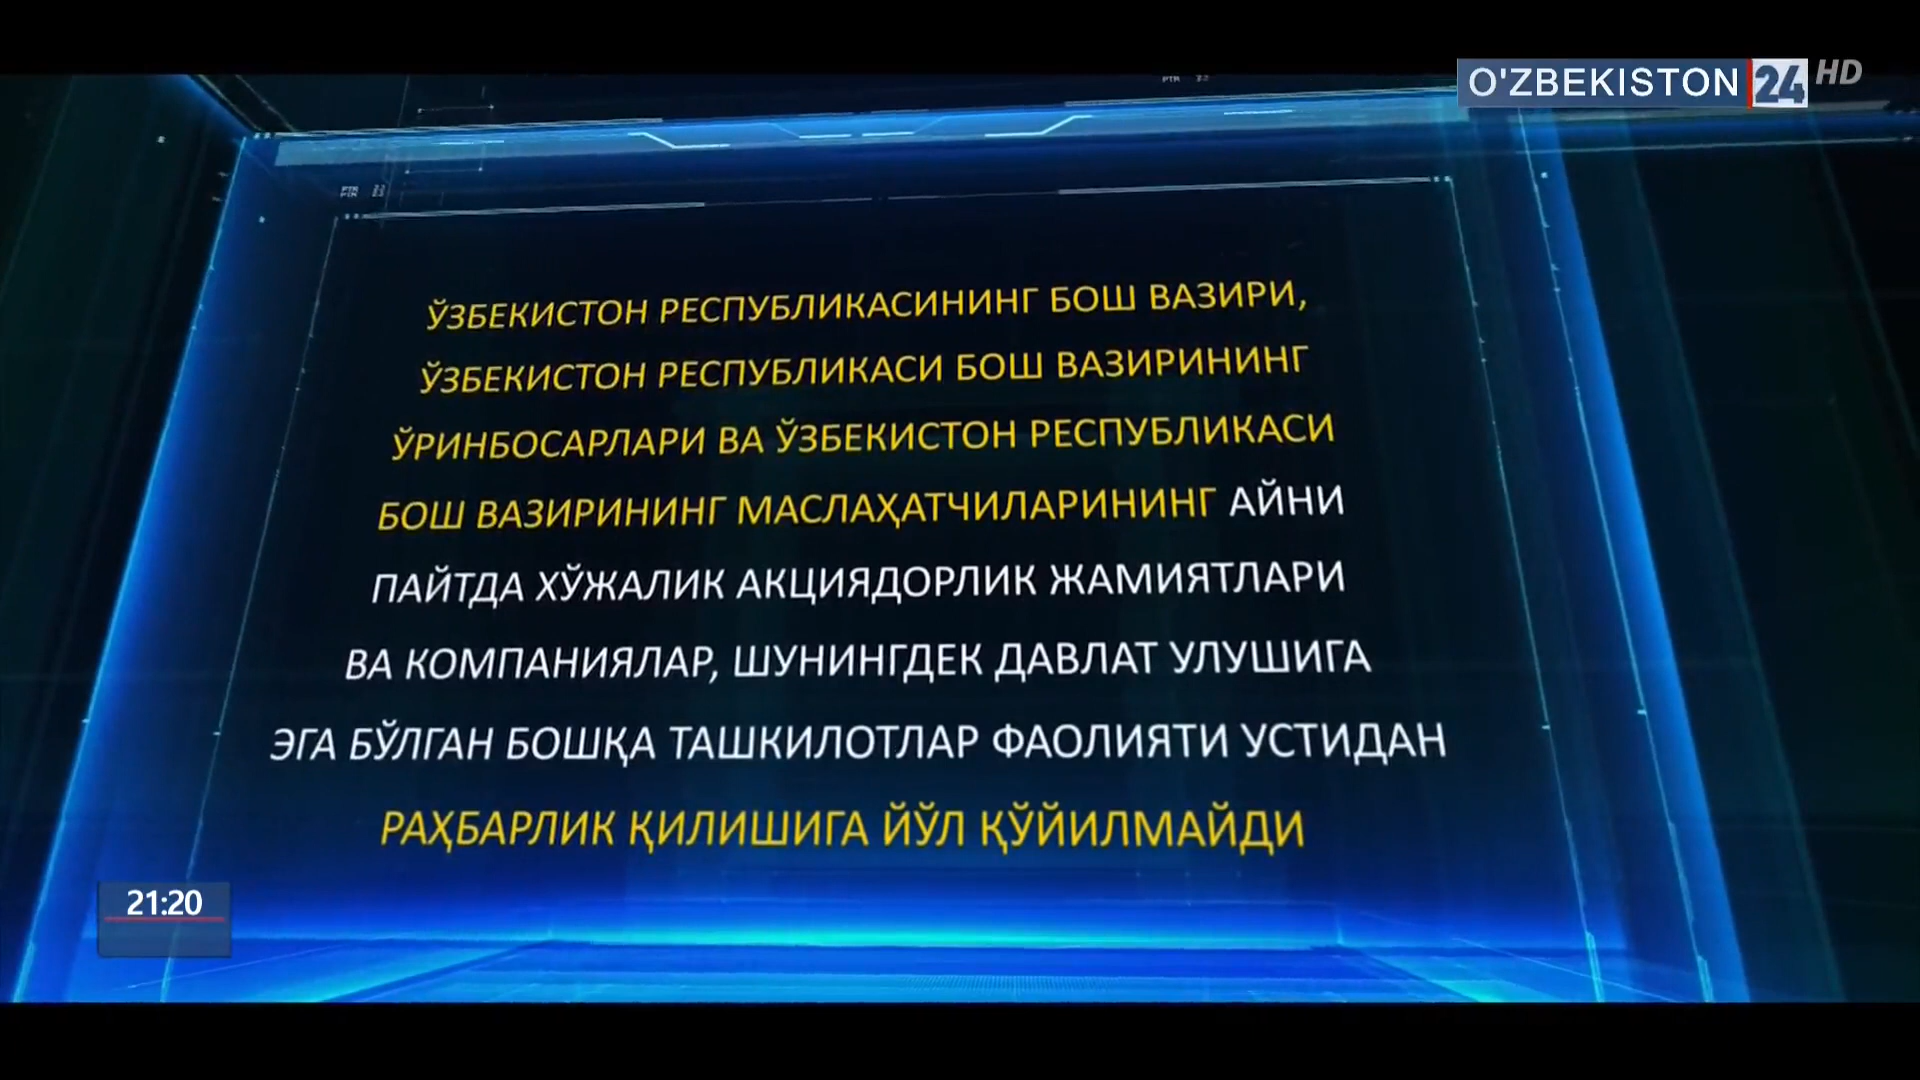 O'ZBEKISTON 24 HD
ЎЗБЕКИСТОН РЕСПУБЛИКАСИНИНГ БОШ ВАЗИРИ,
ЎЗБЕКИСТОН РЕСПУБЛИКАСИ БОШ ВАЗИРИНИНГ
ЎРИНБОСАРЛАРИ ВА ЎЗБЕКИСТОН РЕСПУБЛИКАСИ
БОШ ВАЗИРИНИНГ МАСЛАҲАТЧИЛАРИНИНГ АЙНИ
ПАЙТДА ХЎЖАЛИК АКЦИЯДОРЛИК ЖАМИЯТЛАРИ
ВА КОМПАНИЯЛАР, ШУНИНГДЕК ДАВЛАТ УЛУШИГА
ЭГА БЎЛГАН БОШҚА ТАШКИЛОТЛАР ФАОЛИЯТИ УСТИДАН
РАҲБАРЛИК ҚИЛИШИГА ЙЎЛ ҚЎЙИЛМАЙДИ
21:20